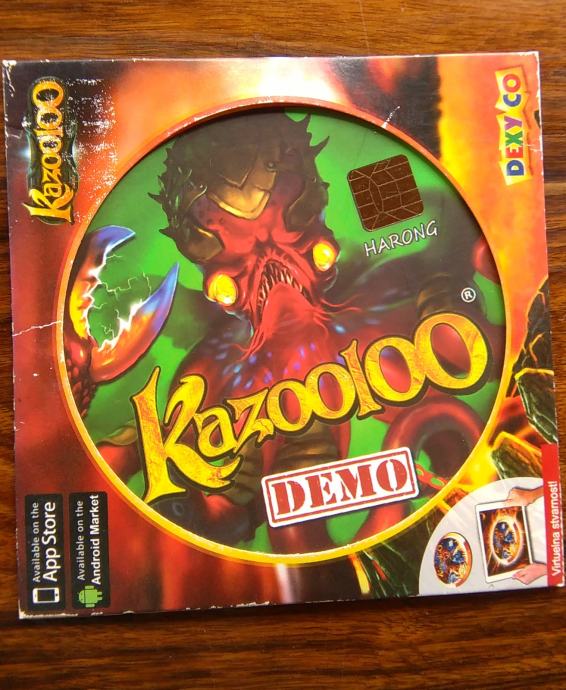 Kazooloo
DEXY CO
HARONG
Kazooloo
®
DEMO
Available on the
App Store
Available on the
Android Market
Virtuelna stvarnost!